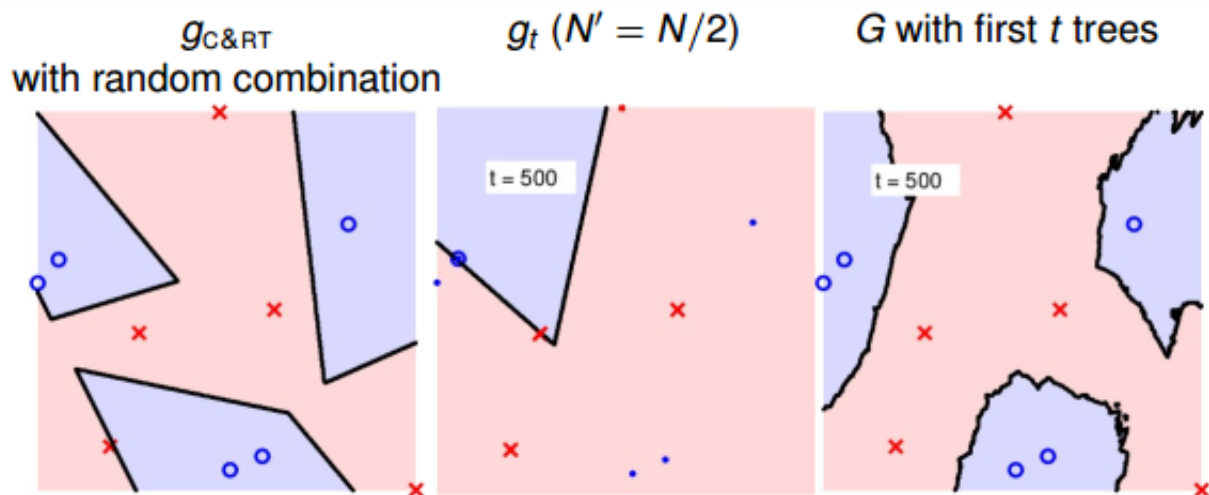 g_C&RT
with random combination
g_t (N′ = N/2)
G with first t trees
t = 500
t = 500